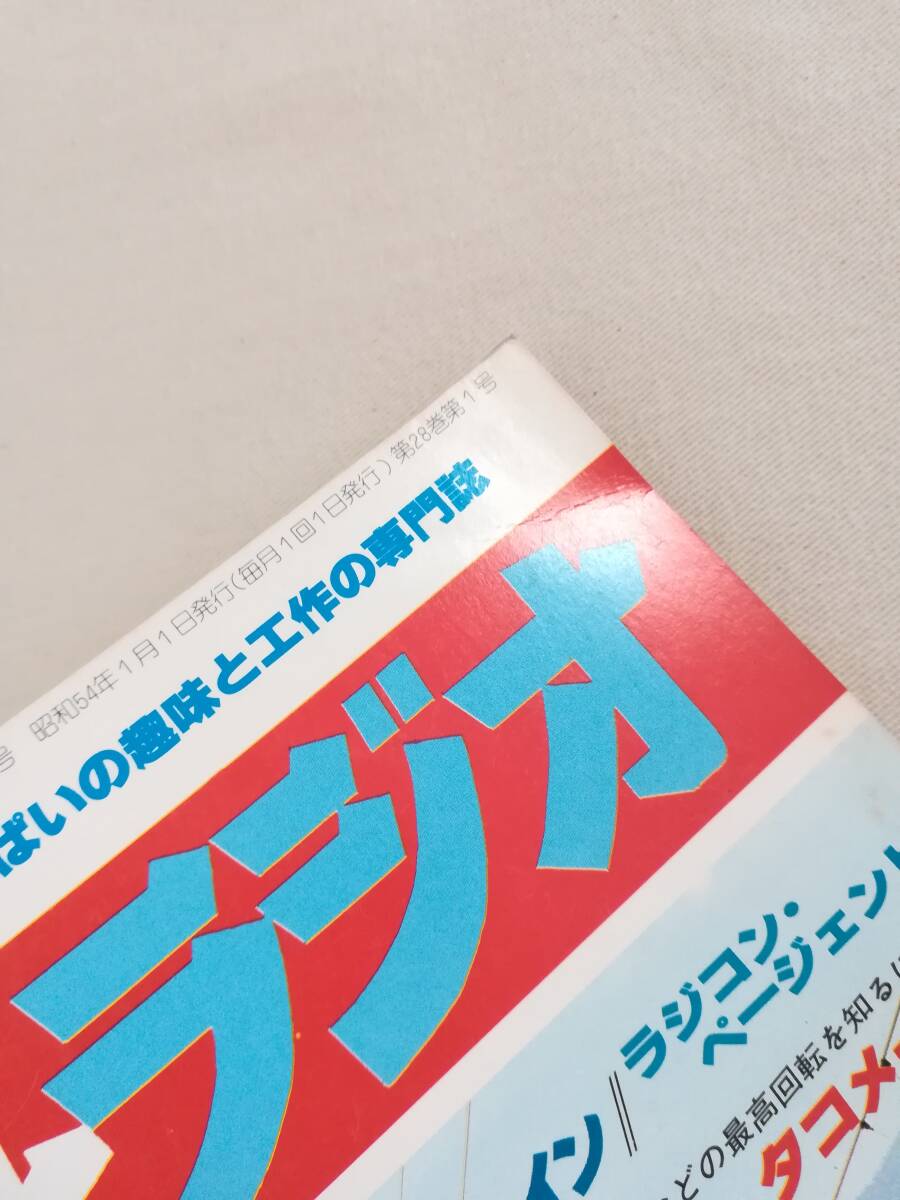 号 昭和54年1月1日発行(毎月1回1日発行)第28巻第1号
ぱいの趣味と工作の専門誌
ラジオ
イン//ラジコン・
ページェント
どの最高回転を知るに
タコメ